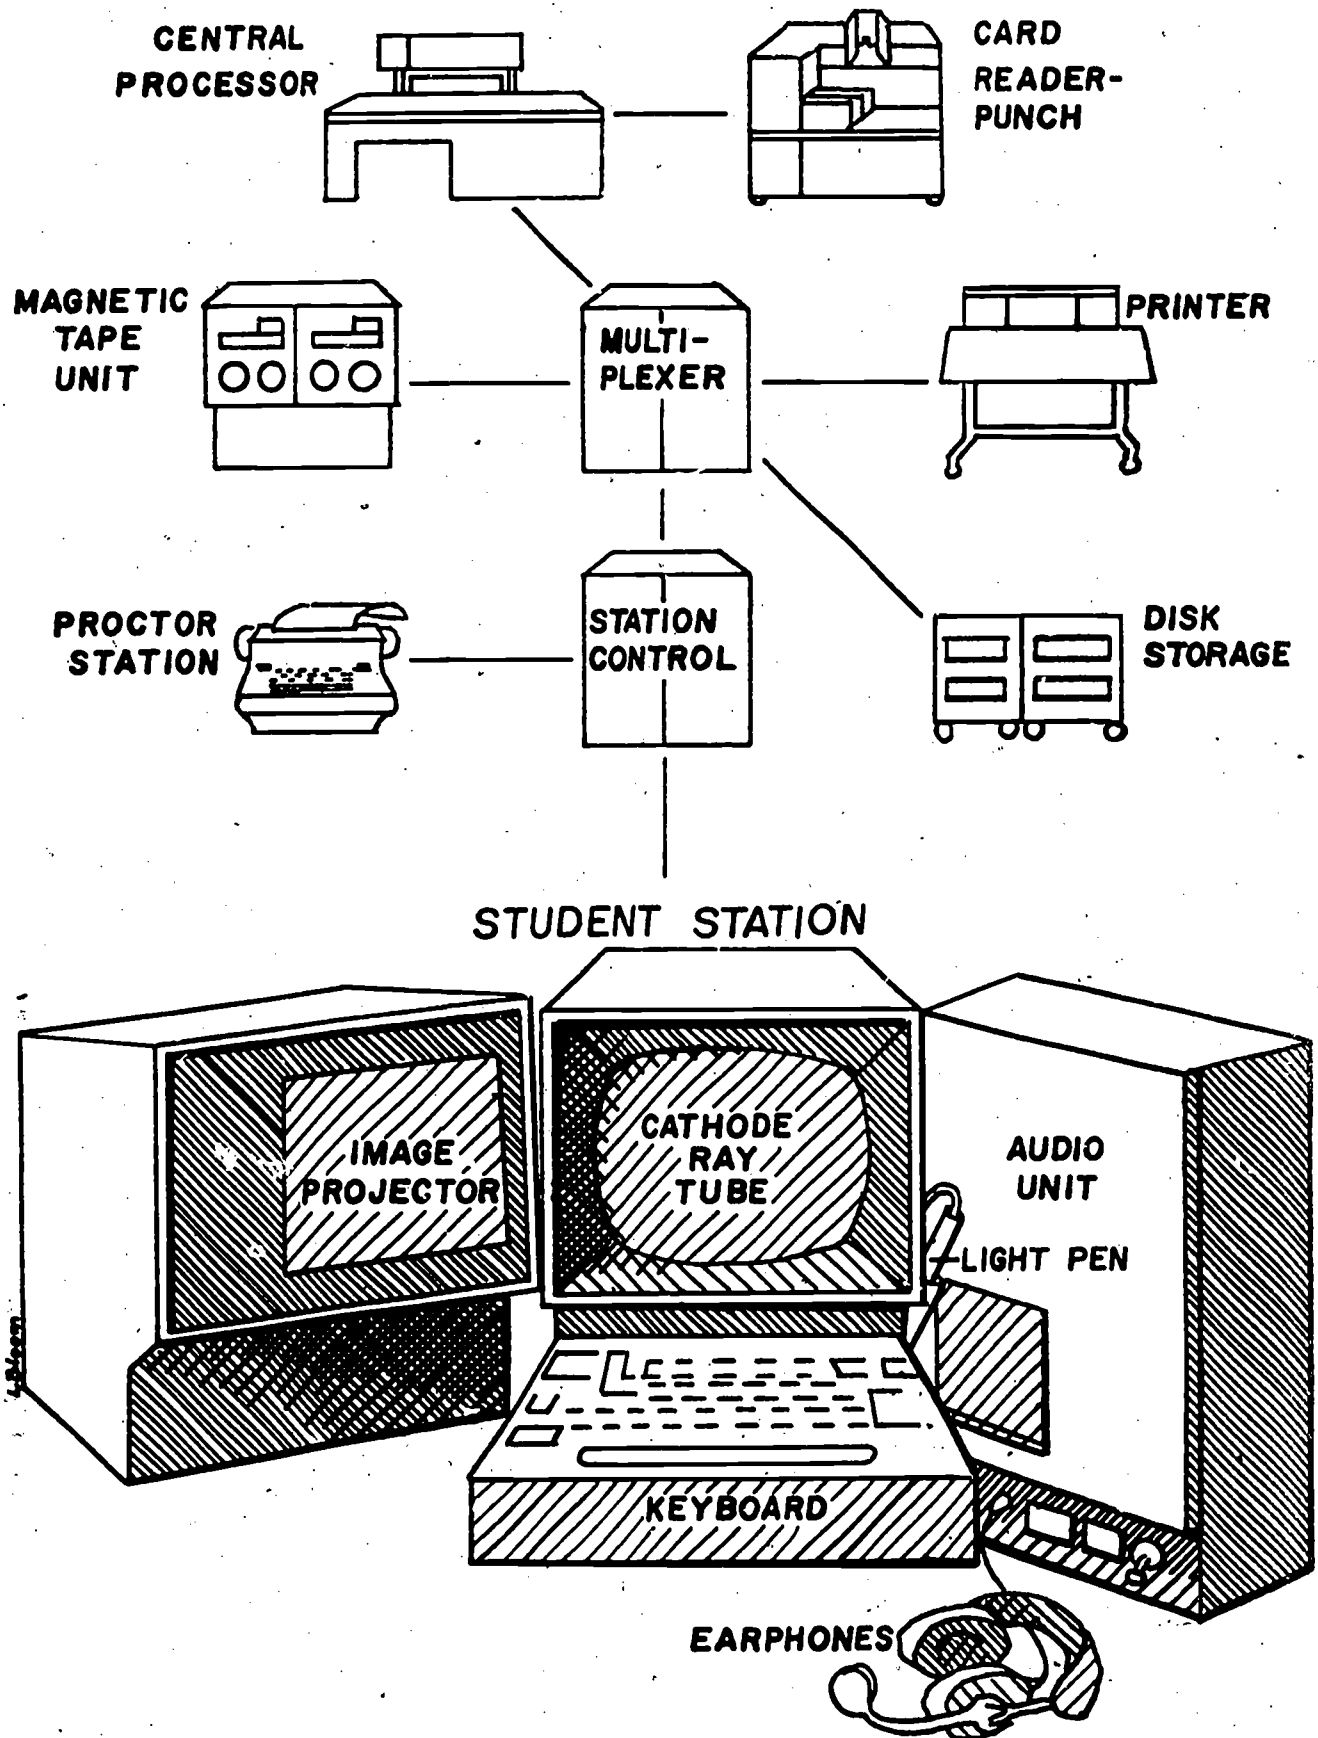 CENTRAL
PROCESSOR
CARD
READER-
PUNCH
MAGNETIC
TAPE
UNIT
MULTI-
PLEXER
PRINTER
PROCTOR
STATION
STATION
CONTROL
DISK
STORAGE
STUDENT STATION
IMAGE
PROJECTOR
CATHODE
RAY
TUBE
AUDIO
UNIT
LIGHT PEN
KEYBOARD
EARPHONES